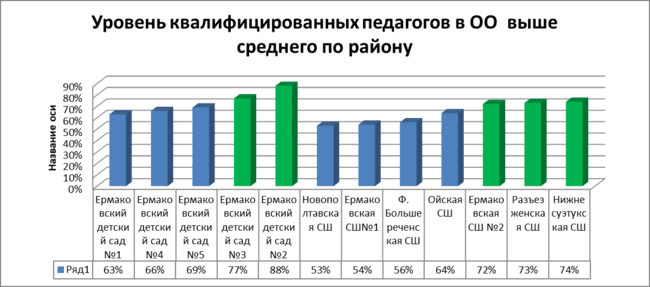 Уровень квалифицированных педагогов в ОО выше
среднего по району
Название оси
90%
80%
70%
60%
50%
40%
30%
20%
10%
0%
Ермако
вский
детски
й сад
№1
Ермако
вский
детски
й сад
№4
Ермако
вский
детски
й сад
№5
Ермако
вский
детски
й сад
№3
Ермако
вский
детски
й сад
№2
Новопо
лтавска
я СШ
Ермако
вская
СШ№1
Ф.
Больше
реченс
кая СШ
Ойская
СШ
Ермако
вская
СШ №2
Разъез
женска
я СШ
Нижне
суэтукс
кая СШ
Ряд1 63% 66% 69% 77% 88% 53% 54% 56% 64% 72% 73% 74%